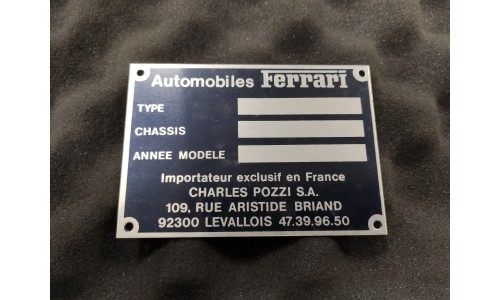 Automobiles Ferrari
TYPE
CHASSIS
ANNEE MODELE
Importateur exclusif en France
CHARLES POZZI S.A.
109, RUE ARISTIDE BRIAND
92300 LEVALLOIS 47.39.96.50